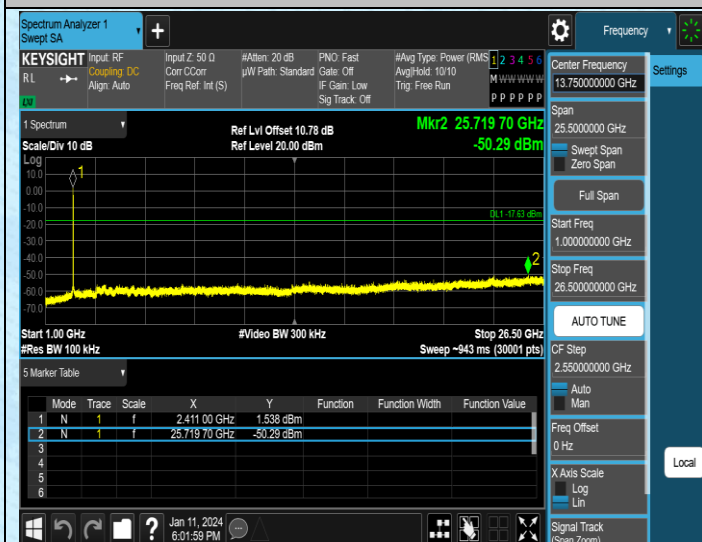 Spectrum Analyzer 1
Swept SA
+
Frequency
KEYSIGHT
RL
LXI
Input: RF
Coupling: DC
Align: Auto
Input Z: 50 Ω
Corr CCorr
Freq Ref: Int (S)
#Atten: 20 dB
µW Path: Standard
PNO: Fast
Gate: Off
IF Gain: Low
Sig Track: Off
#Avg Type: Power (RMS
Avg|Hold: 10/10
Trig: Free Run
1 2 3 4 5 6
M W W W W W
P P P P P P
1 Spectrum
Scale/Div 10 dB
Ref Lvl Offset 10.78 dB
Ref Level 20.00 dBm
Mkr2 25.719 70 GHz
-50.29 dBm
Log
10.0
0.00
-10.0
-20.0
-30.0
-40.0
-50.0
-60.0
-70.0
1
DL1 -17.63 dBm
2
Start 1.00 GHz
#Res BW 100 kHz
#Video BW 300 kHz
Stop 26.50 GHz
Sweep ~943 ms (30001 pts)
5 Marker Table
Mode Trace Scale X Y Function Function Width Function Value
1 N 1 f 2.411 00 GHz 1.538 dBm
2 N 1 f 25.719 70 GHz -50.29 dBm
3
4
5
6
Jan 11, 2024
6:01:59 PM
Center Frequency
13.750000000 GHz
Span
25.5000000 GHz
Swept Span
Zero Span
Full Span
Start Freq
1.000000000 GHz
Stop Freq
26.500000000 GHz
AUTO TUNE
CF Step
2.550000000 GHz
Auto
Man
Freq Offset
0 Hz
X Axis Scale
Log
Lin
Signal Track
(Span Zoom)
Settings
Local